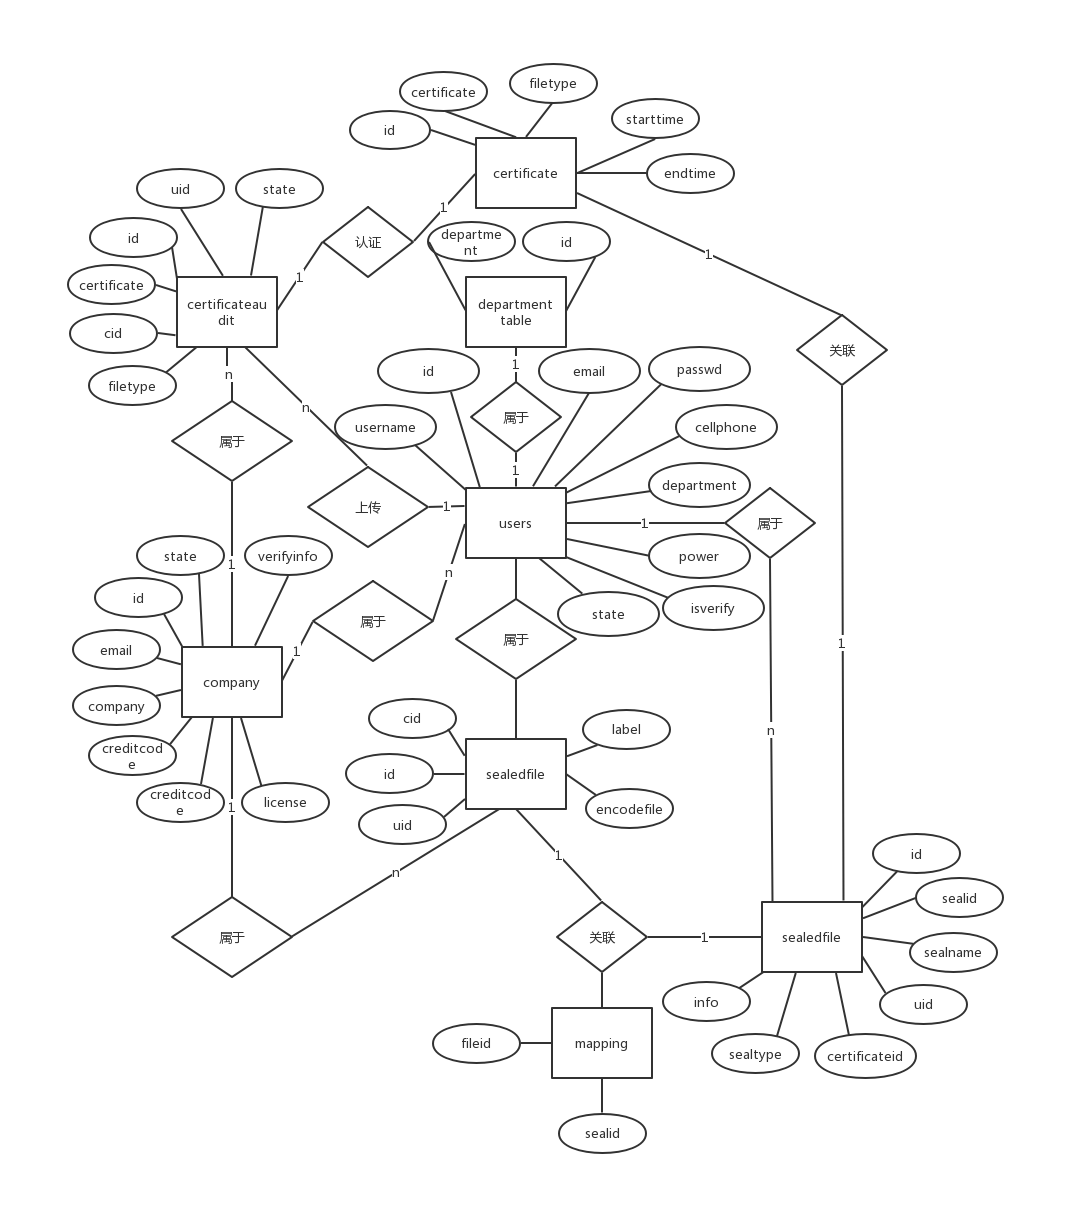 filetype
certificate
starttime
id
certificate
endtime
uid
state
1
id
认证
departme
nt
id
1
1
certificate
certificateau
dit
department
table
cid
关联
n
1
filetype
id
email
passwd
n
属于
username
cellphone
属于
1
department
上传
1
users
1
属于
state
verifyinfo
1
n
power
id
属于
state
isverify
email
1
属于
1
company
company
cid
label
n
creditcod
e
id
sealedfile
creditcod
e
license
1
encodefile
uid
1
id
n
sealid
属于
关联
1
sealedfile
sealname
info
uid
fileid
mapping
sealtype
certificateid
sealid